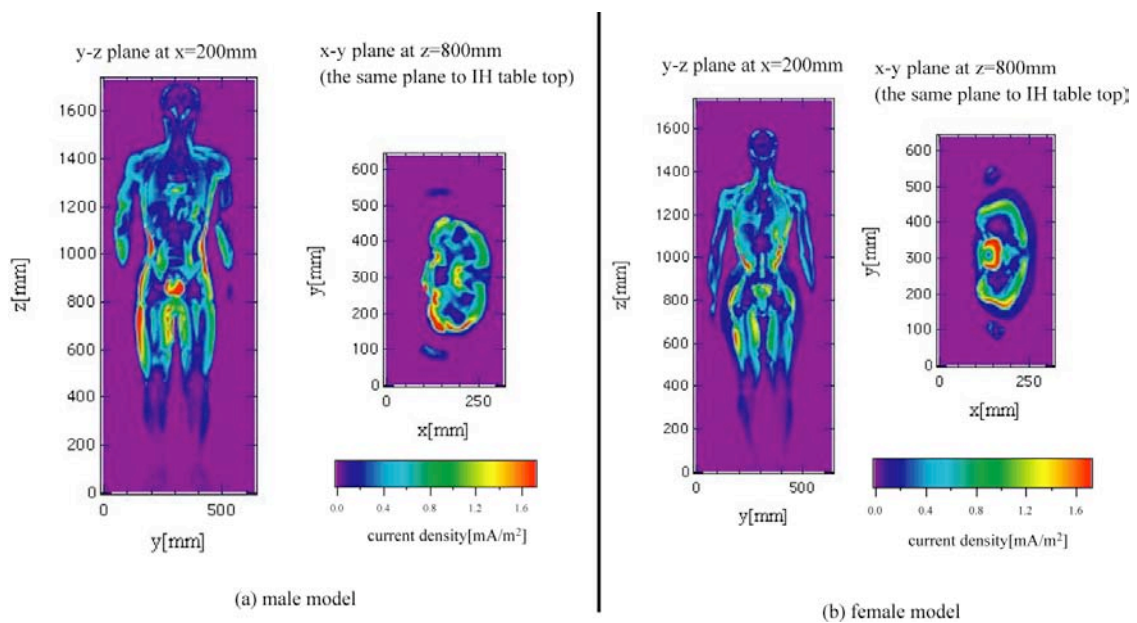 y-z plane at x=200mm
x-y plane at z=800mm
(the same plane to IH table top)
1600
1400
1200
1000
800
600
400
200
0
z[mm]
0
500
y[mm]
600
500
400
300
200
100
0
y[mm]
0
250
x[mm]
0.0
0.4
0.8
1.2
1.6
current density[mA/m²]
(a) male model
y-z plane at x=200mm
x-y plane at z=800mm
(the same plane to IH table top)
1600
1400
1200
1000
800
600
400
200
0
z[mm]
0
500
y[mm]
600
500
400
300
200
100
0
y[mm]
0
250
x[mm]
0.0
0.4
0.8
1.2
1.6
current density[mA/m²]
(b) female model